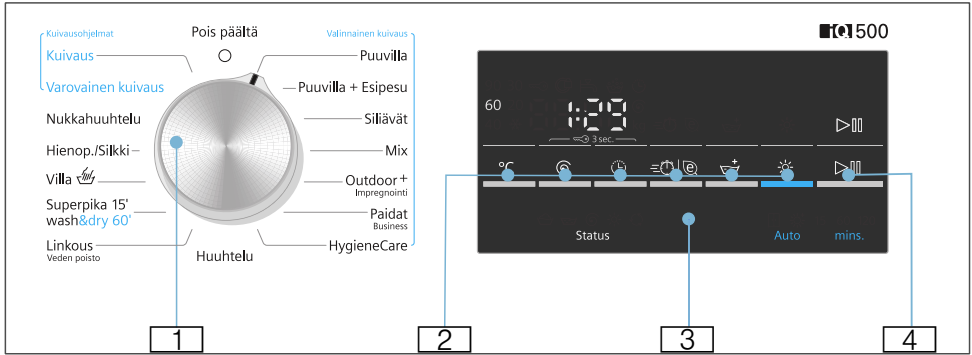 Kuivausohjelmat
Pois päältä
Valinnainen kuivaus
Kuivaus
Varovainen kuivaus
Nukkahuuhtelu
Hienop./Silkki
Villa
Superpika 15'
wash&dry 60'
Linkous
Veden poisto
Huuhtelu
Puuvilla
Puuvilla + Esipesu
Siliävät
Mix
Outdoor+
Impregnointi
Paidat
Business
HygieneCare
iQ500
60
1:29
3 sec.
°C
e
Status
Auto
mins.
1
2
3
4